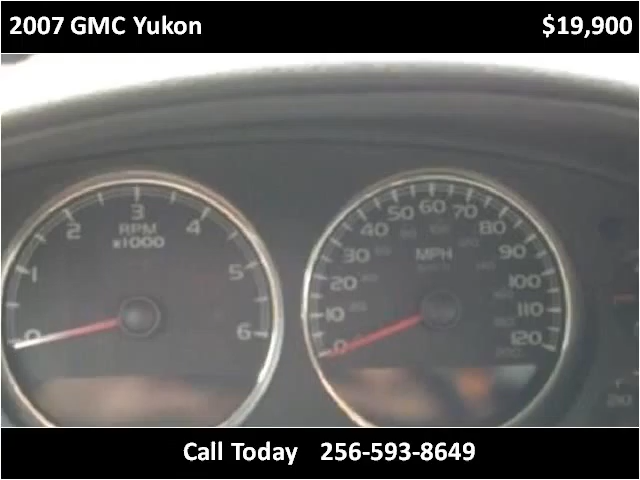 2007 GMC Yukon $19,900
3
2 4
RPM
x1000
1 5
0 6
60
50 70
40 80
30 MPH 90
20 100
10 110
0 120
Call Today 256-593-8649